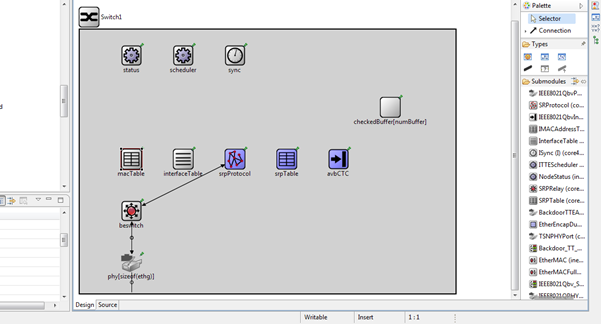 Switch1
status
scheduler
sync
checkedBuffer[numBuffer]
macTable
interfaceTable
srpProtocol
srpTable
avbCTC
beswitch
phy[sizeof(ethg)]
Design
Source
Writable
Insert
1 : 1
Palette
Selector
Connection
Types
Submodules
IEEE8021QbvP...
SRProtocol (co...
IEEE8021QbvIn...
IMACAddressT...
InterfaceTable ...
ISync (I) (core4...
ITTEScheduler ...
NodeStatus (in...
SRPRelay (core...
SRPTable (core...
BackdoorTTEA...
EtherEncapDu...
TSNPHYPort (c...
Backdoor_TT_...
EtherMAC (ine...
EtherMACFull...
IEEE8021Qbv_S...